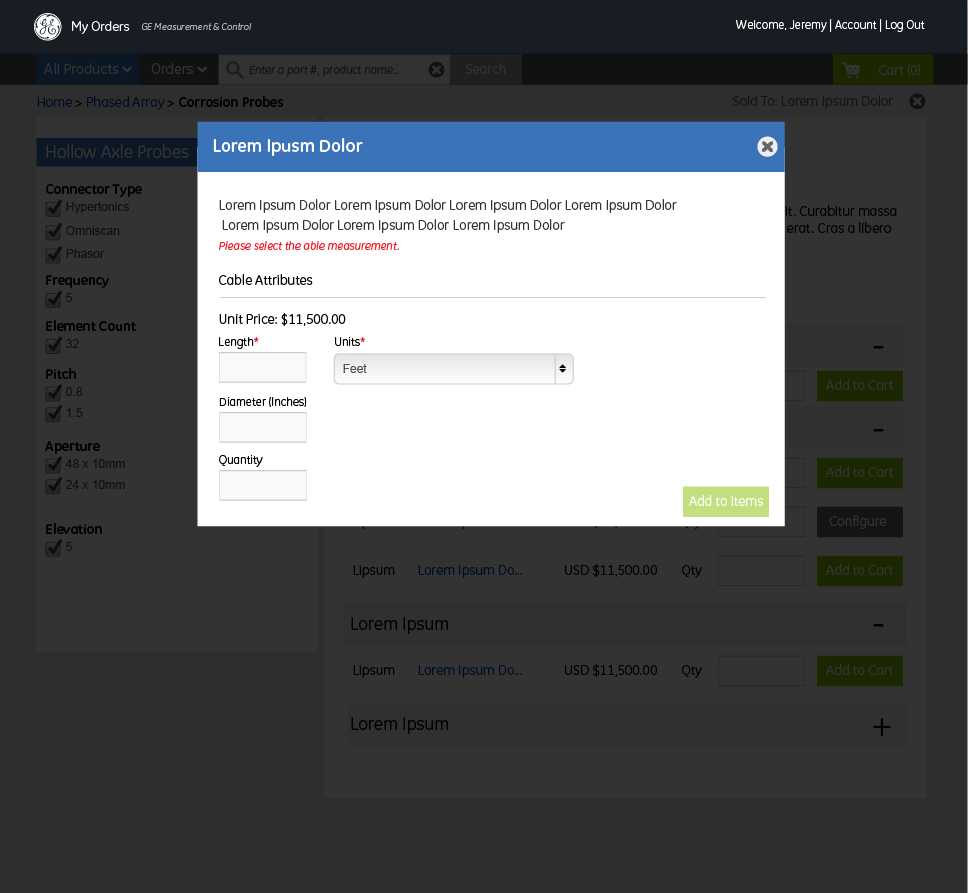 My Orders GE Measurement & Control
Welcome, Jeremy | Account | Log Out
All Products Orders Enter a part #, product name... Search Cart (0)
Home > Phased Array > Corrosion Probes
Sold To: Lorem Ipsum Dolor
Hollow Axle Probes
Connector Type
Hypertonics
Omniscan
Phasor
Frequency
5
Element Count
32
Pitch
0.8
1.5
Aperture
48 x 10mm
24 x 10mm
Elevation
5
Lorem Ipusm Dolor
Lorem Ipsum Dolor Lorem Ipsum Dolor Lorem Ipsum Dolor Lorem Ipsum Dolor
Lorem Ipsum Dolor Lorem Ipsum Dolor Lorem Ipsum Dolor
Please select the able measurement.
Cable Attributes
Unit Price: $11,500.00
Length* Units*
Feet
Diameter (Inches)
Quantity
Add to Items
it. Curabitur massa
erat. Cras a libero
Add to Cart
Add to Cart
Configure
Lipsum Lorem Ipsum Do... USD $11,500.00 Qty Add to Cart
Lorem Ipsum
Lipsum Lorem Ipsum Do... USD $11,500.00 Qty Add to Cart
Lorem Ipsum